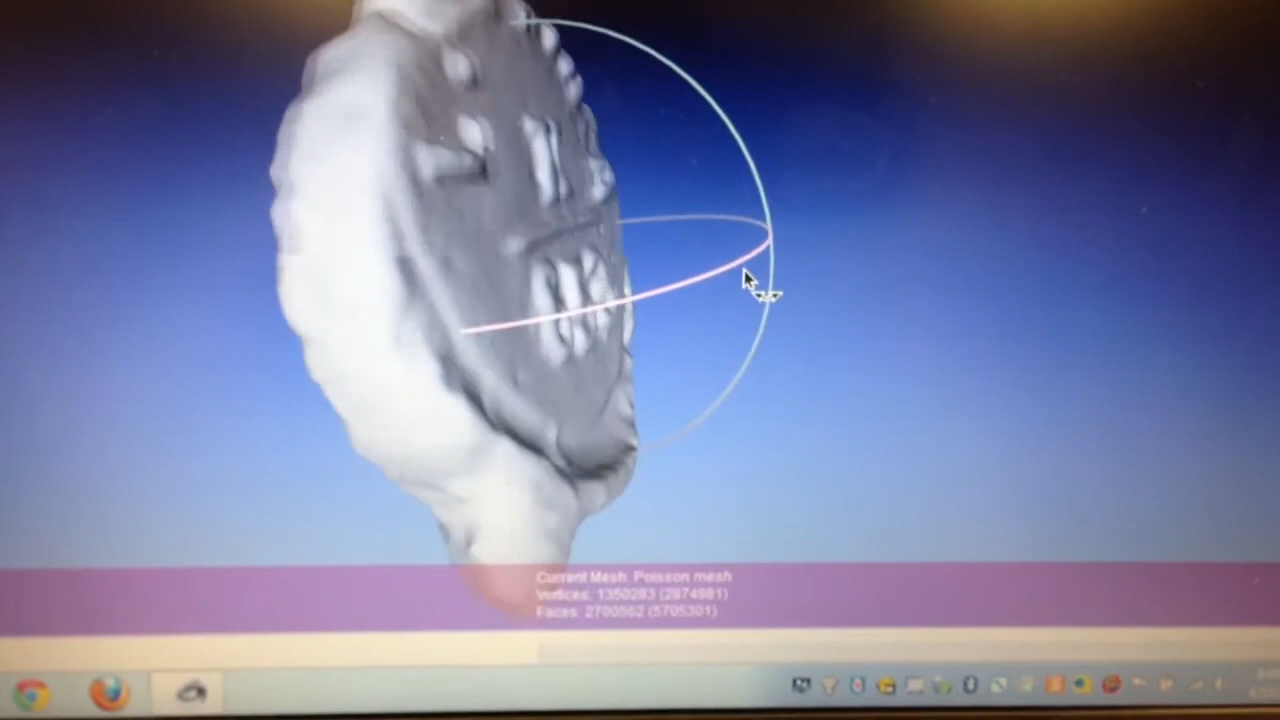 Current Mesh: Poisson mesh
Vertices: 1350283 (2874981)
Faces: 2700562 (5705301)